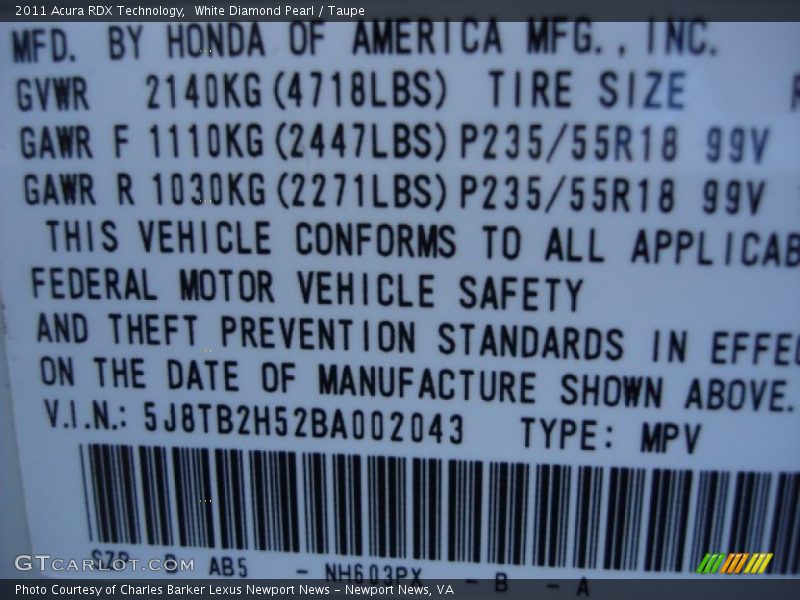 2011 Acura RDX Technology, White Diamond Pearl / Taupe
MFD. BY HONDA OF AMERICA MFG., INC.
GVWR 2140KG (4718LBS) TIRE SIZE
GAWR F 1110KG (2447LBS) P235/55R18 99V
GAWR R 1030KG (2271LBS) P235/55R18 99V
THIS VEHICLE CONFORMS TO ALL APPLICAB
FEDERAL MOTOR VEHICLE SAFETY
AND THEFT PREVENTION STANDARDS IN EFFEC
ON THE DATE OF MANUFACTURE SHOWN ABOVE.
V.I.N.: 5J8TB2H52BA002043 TYPE: MPV
AB5 - NH603PX - B - A
GTCARLOT.COM
Photo Courtesy of Charles Barker Lexus Newport News – Newport News, VA